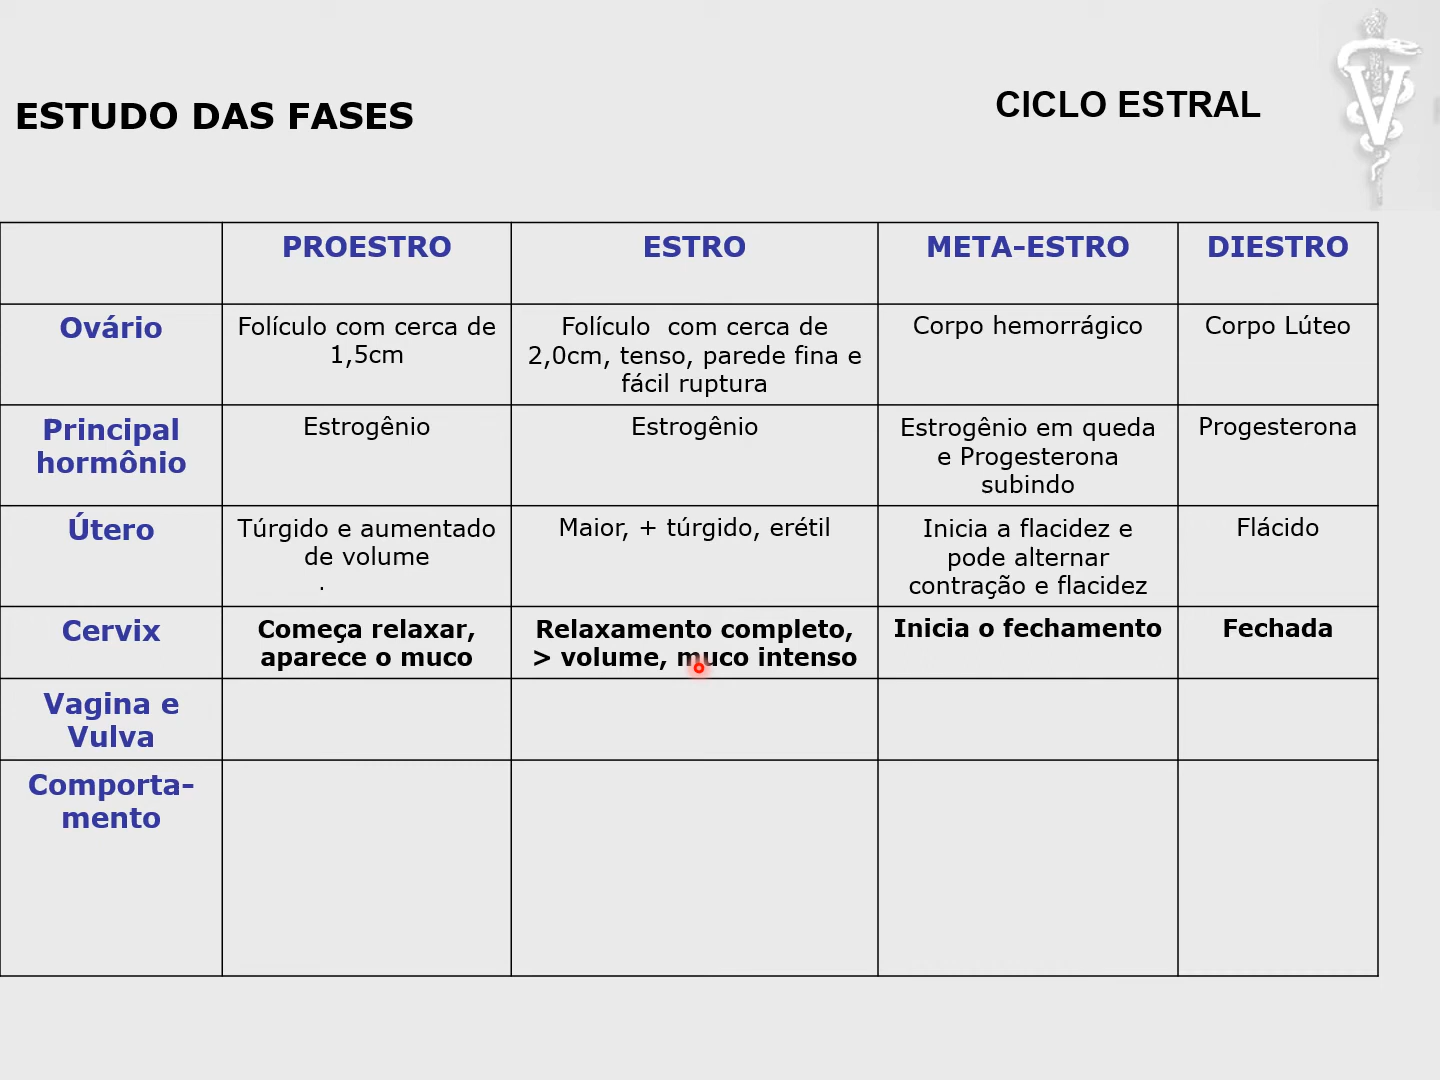 ESTUDO DAS FASES
CICLO ESTRAL
V
PROESTRO
ESTRO
META-ESTRO
DIESTRO
Ovário
Folículo com cerca de
1,5cm
Folículo com cerca de
2,0cm, tenso, parede fina e
fácil ruptura
Corpo hemorrágico
Corpo Lúteo
Principal
hormônio
Estrogênio
Estrogênio
Estrogênio em queda
e Progesterona
subindo
Progesterona
Útero
Túrgido e aumentado
de volume
.
Maior, + túrgido, erétil
Inicia a flacidez e
pode alternar
contração e flacidez
Flácido
Cervix
Começa relaxar,
aparece o muco
Relaxamento completo,
> volume, muco intenso
Inicia o fechamento
Fechada
Vagina e
Vulva
Comporta-
mento